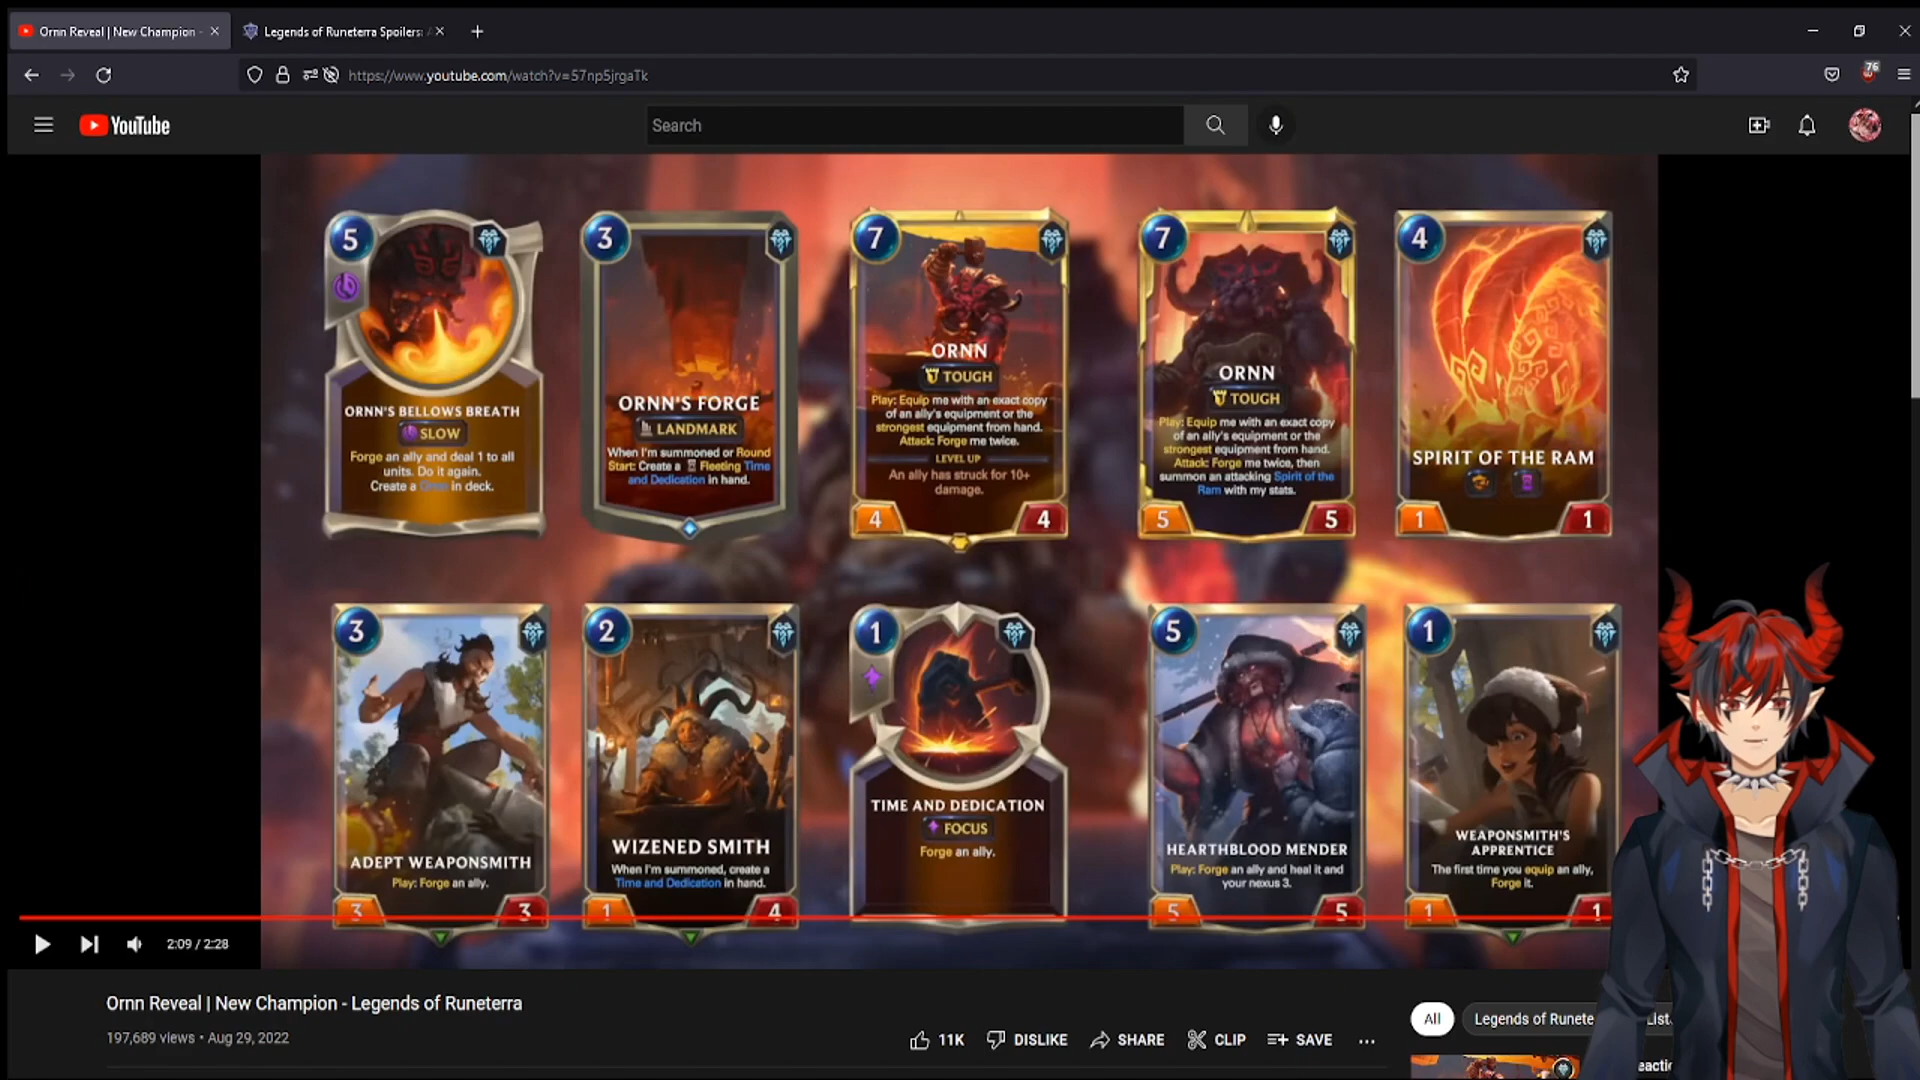 Ornn Reveal | New Champion -
Legends of Runeterra Spoilers:
https://www.youtube.com/watch?v=57np5jrgaTk
76
YouTube
Search
5
ORNN'S BELLOWS BREATH
SLOW
Forge an ally and deal 1 to all
units. Do it again.
Create a Ornn in deck.
3
ORNN'S FORGE
LANDMARK
When I'm summoned or Round
Start: Create a Fleeting Time
and Dedication in hand.
7
ORNN
TOUGH
Play: Equip me with an exact copy
of an ally's equipment or the
strongest equipment from hand.
Attack: Forge me twice.
LEVEL UP
An ally has struck for 10+
damage.
4
4
7
ORNN
TOUGH
Play: Equip me with an exact copy
of an ally's equipment or the
strongest equipment from hand.
Attack: Forge me twice, then
summon an attacking Spirit of the
Ram with my stats.
5
5
4
SPIRIT OF THE RAM
1
1
3
ADEPT WEAPONSMITH
Play: Forge an ally.
3
3
2
WIZENED SMITH
When I'm summoned, create a
Time and Dedication in hand.
1
4
1
TIME AND DEDICATION
FOCUS
Forge an ally.
5
HEARTHBLOOD MENDER
Play: Forge an ally and heal it and
your nexus 3.
5
5
1
WEAPONSMITH'S
APPRENTICE
The first time you equip an ally,
Forge it.
1
1
2:09 / 2:28
Ornn Reveal | New Champion - Legends of Runeterra
197,689 views • Aug 29, 2022
11K
DISLIKE
SHARE
CLIP
SAVE
All
Legends of Runete
List